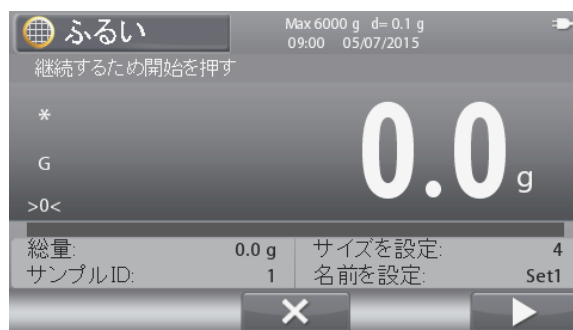 ふるい
Max 6000 g d= 0.1 g
09:00 05/07/2015
継続するため開始を押す
*
G
>0<
0.0 g
総量: 0.0 g
サイズを設定: 4
サンプルID: 1
名前を設定: Set1